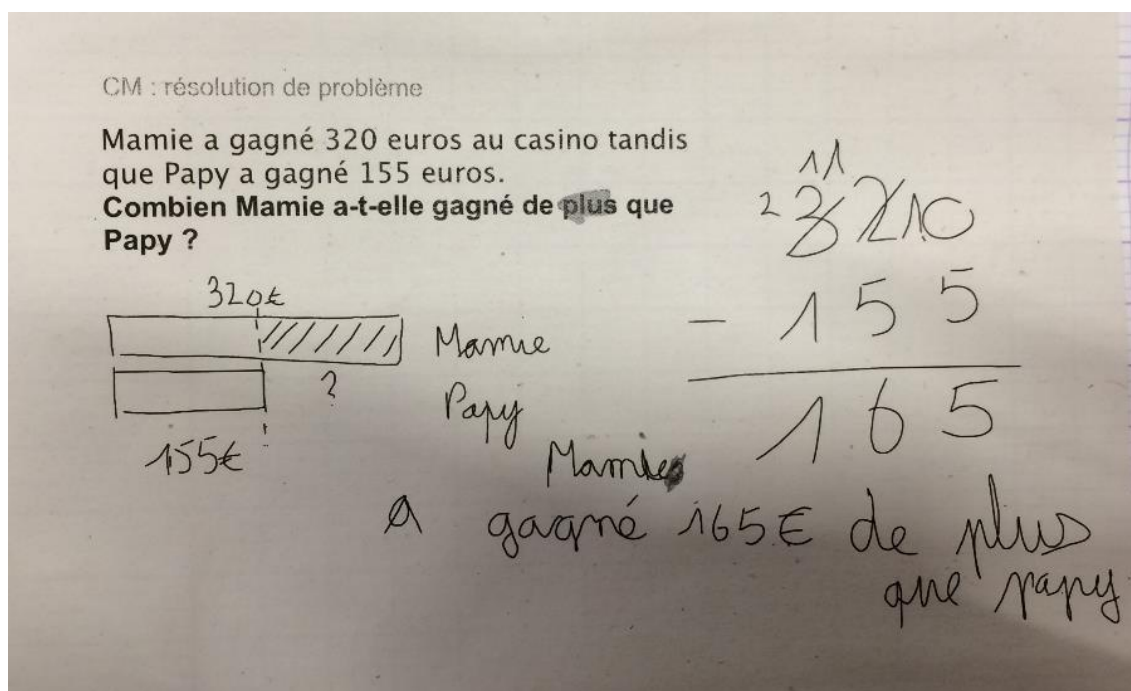 CM : résolution de problème
Mamie a gagné 320 euros au casino tandis
que Papy a gagné 155 euros.
Combien Mamie a-t-elle gagné de plus que
Papy ?
320€
Mamie
?
Papy
155€
11
2 3 2 10
- 1 5 5
1 6 5
Mamie
a gagné 165€ de plus
que papy